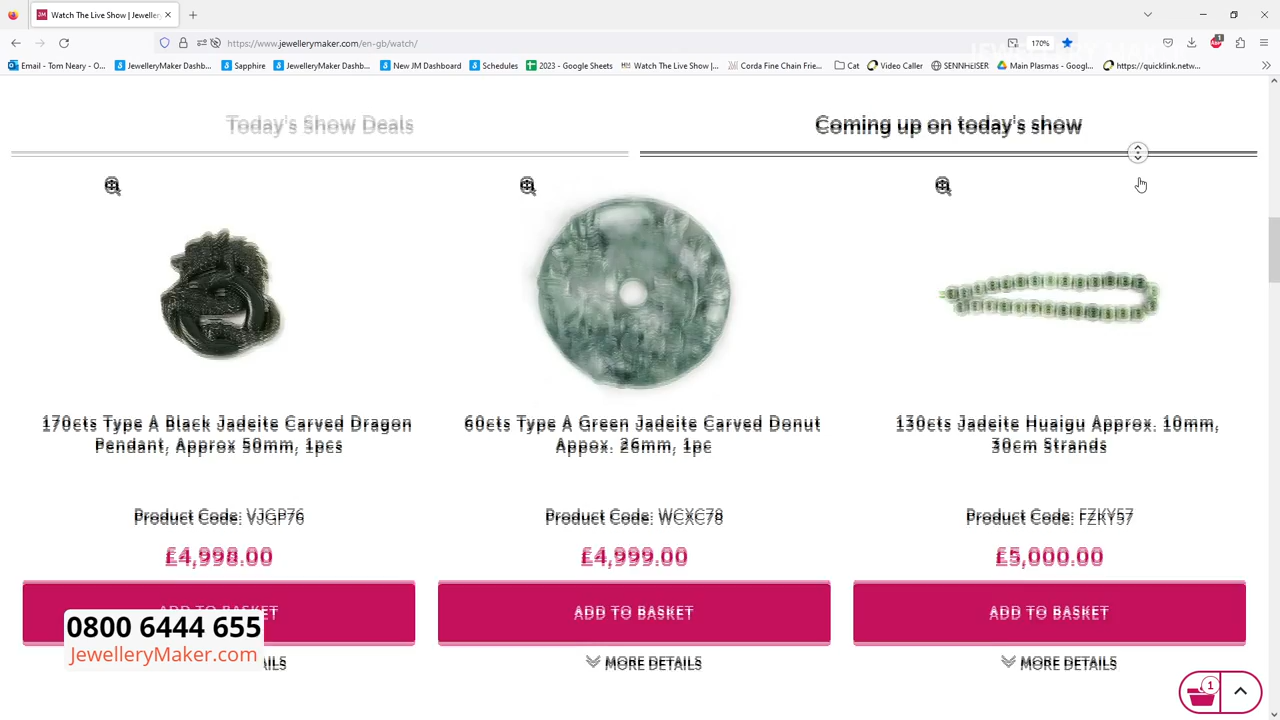 Watch The Live Show | Jeweller
https://www.jewellerymaker.com/en-gb/watch/
170%
1
Email - Tom Neary - O...
JewelleryMaker Dashb...
Sapphire
JewelleryMaker Dashb...
New JM Dashboard
Schedules
2023 - Google Sheets
Watch The Live Show |...
Corda Fine Chain Frie...
Cat
Video Caller
SENNHEISER
Main Plasmas - Googl...
https://quicklink.netw...
Today's Show Deals
Coming up on today's show
170cts Type A Black Jadeite Carved Dragon
Pendant, Approx 50mm, 1pcs
Product Code: VJGP76
£4,998.00
ADD TO BASKET
60cts Type A Green Jadeite Carved Donut
Appox. 26mm, 1pc
Product Code: WCXC78
£4,999.00
ADD TO BASKET
MORE DETAILS
130cts Jadeite Huaigu Approx. 10mm,
30cm Strands
Product Code: FZKY57
£5,000.00
ADD TO BASKET
MORE DETAILS
0800 6444 655
JewelleryMaker.com
1